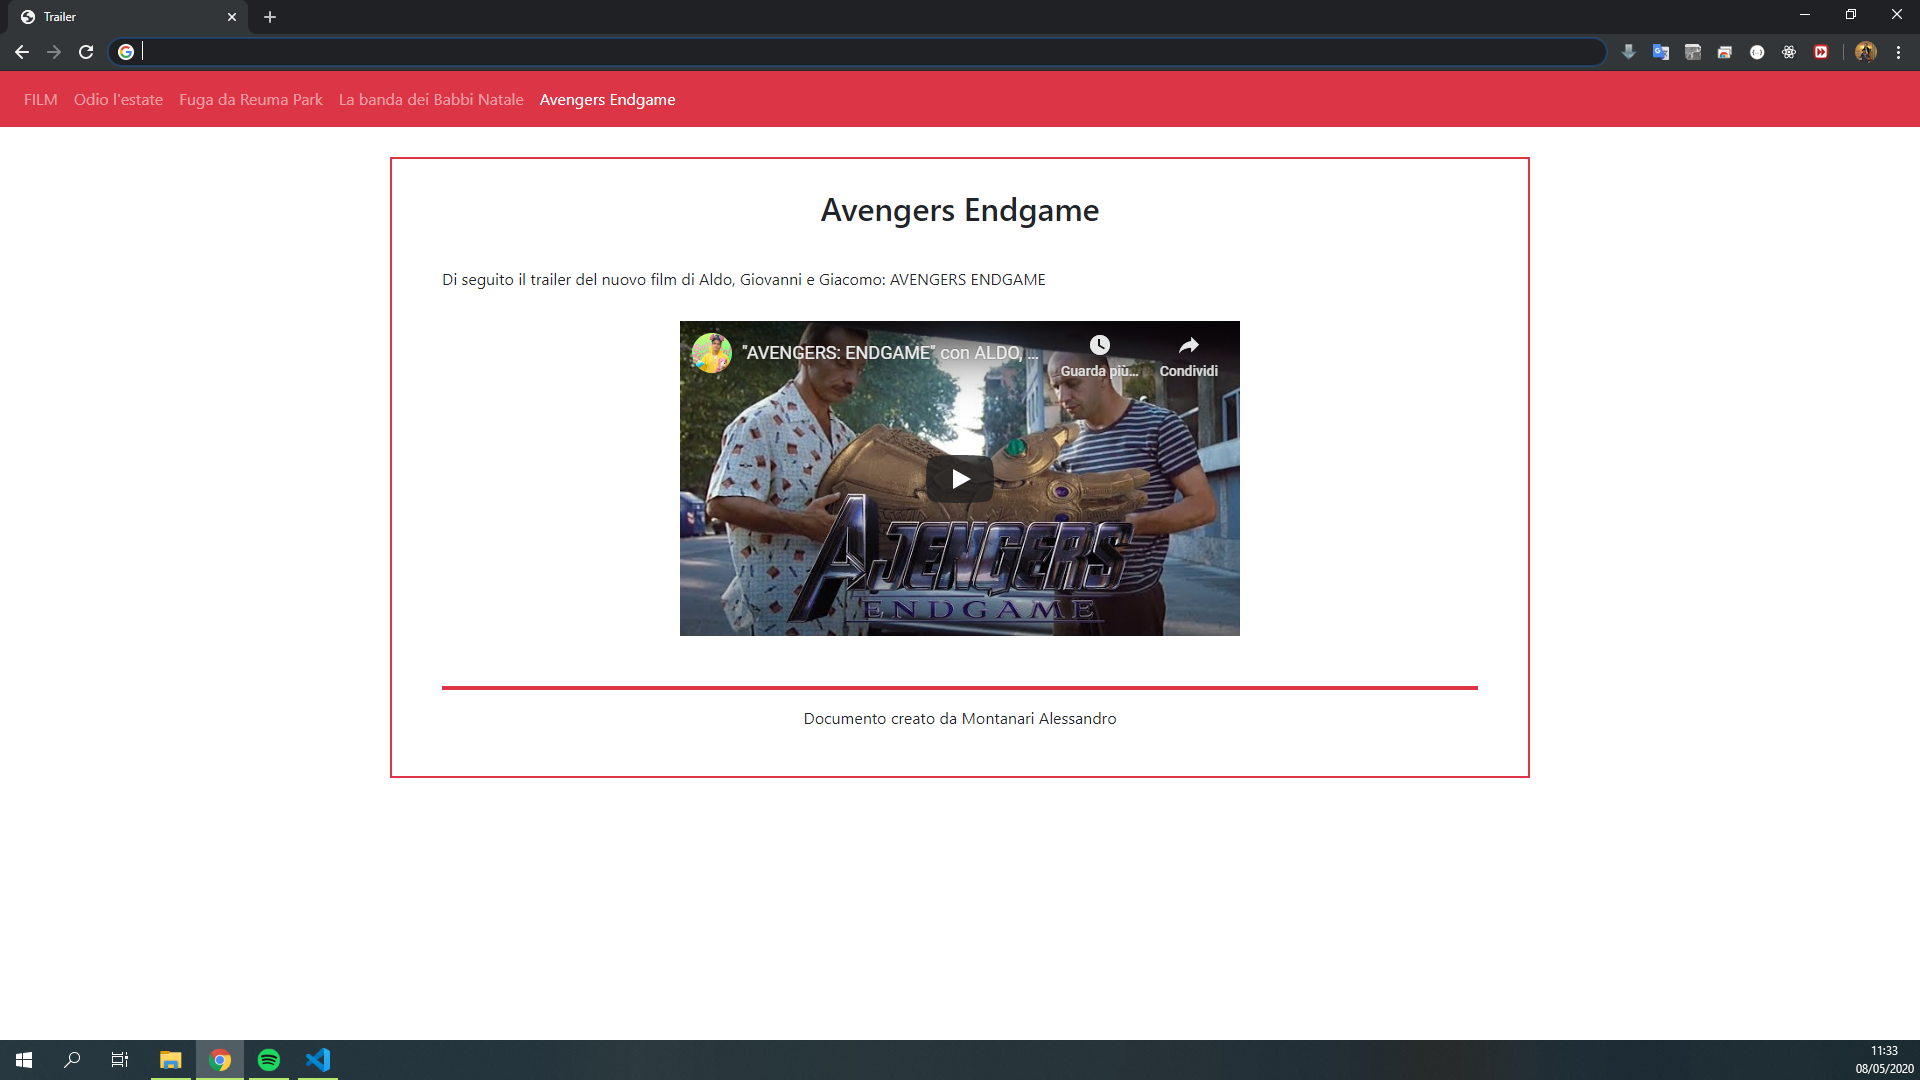 Trailer
FILM Odio l'estate Fuga da Reuma Park La banda dei Babbi Natale Avengers Endgame
Avengers Endgame
Di seguito il trailer del nuovo film di Aldo, Giovanni e Giacomo: AVENGERS ENDGAME
"AVENGERS: ENDGAME" con ALDO, ...
Guarda più...
Condividi
AJENGERS
ENDGAME
Documento creato da Montanari Alessandro
11:33
08/05/2020